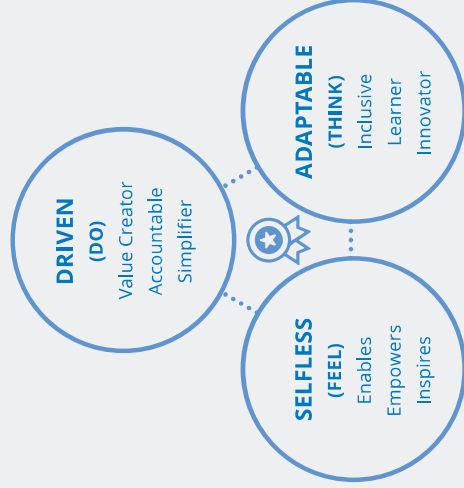 DRIVEN
(DO)
Value Creator
Accountable
Simplifier
SELFLESS
(FEEL)
Enables
Empowers
Inspires
ADAPTABLE
(THINK)
Inclusive
Learner
Innovator